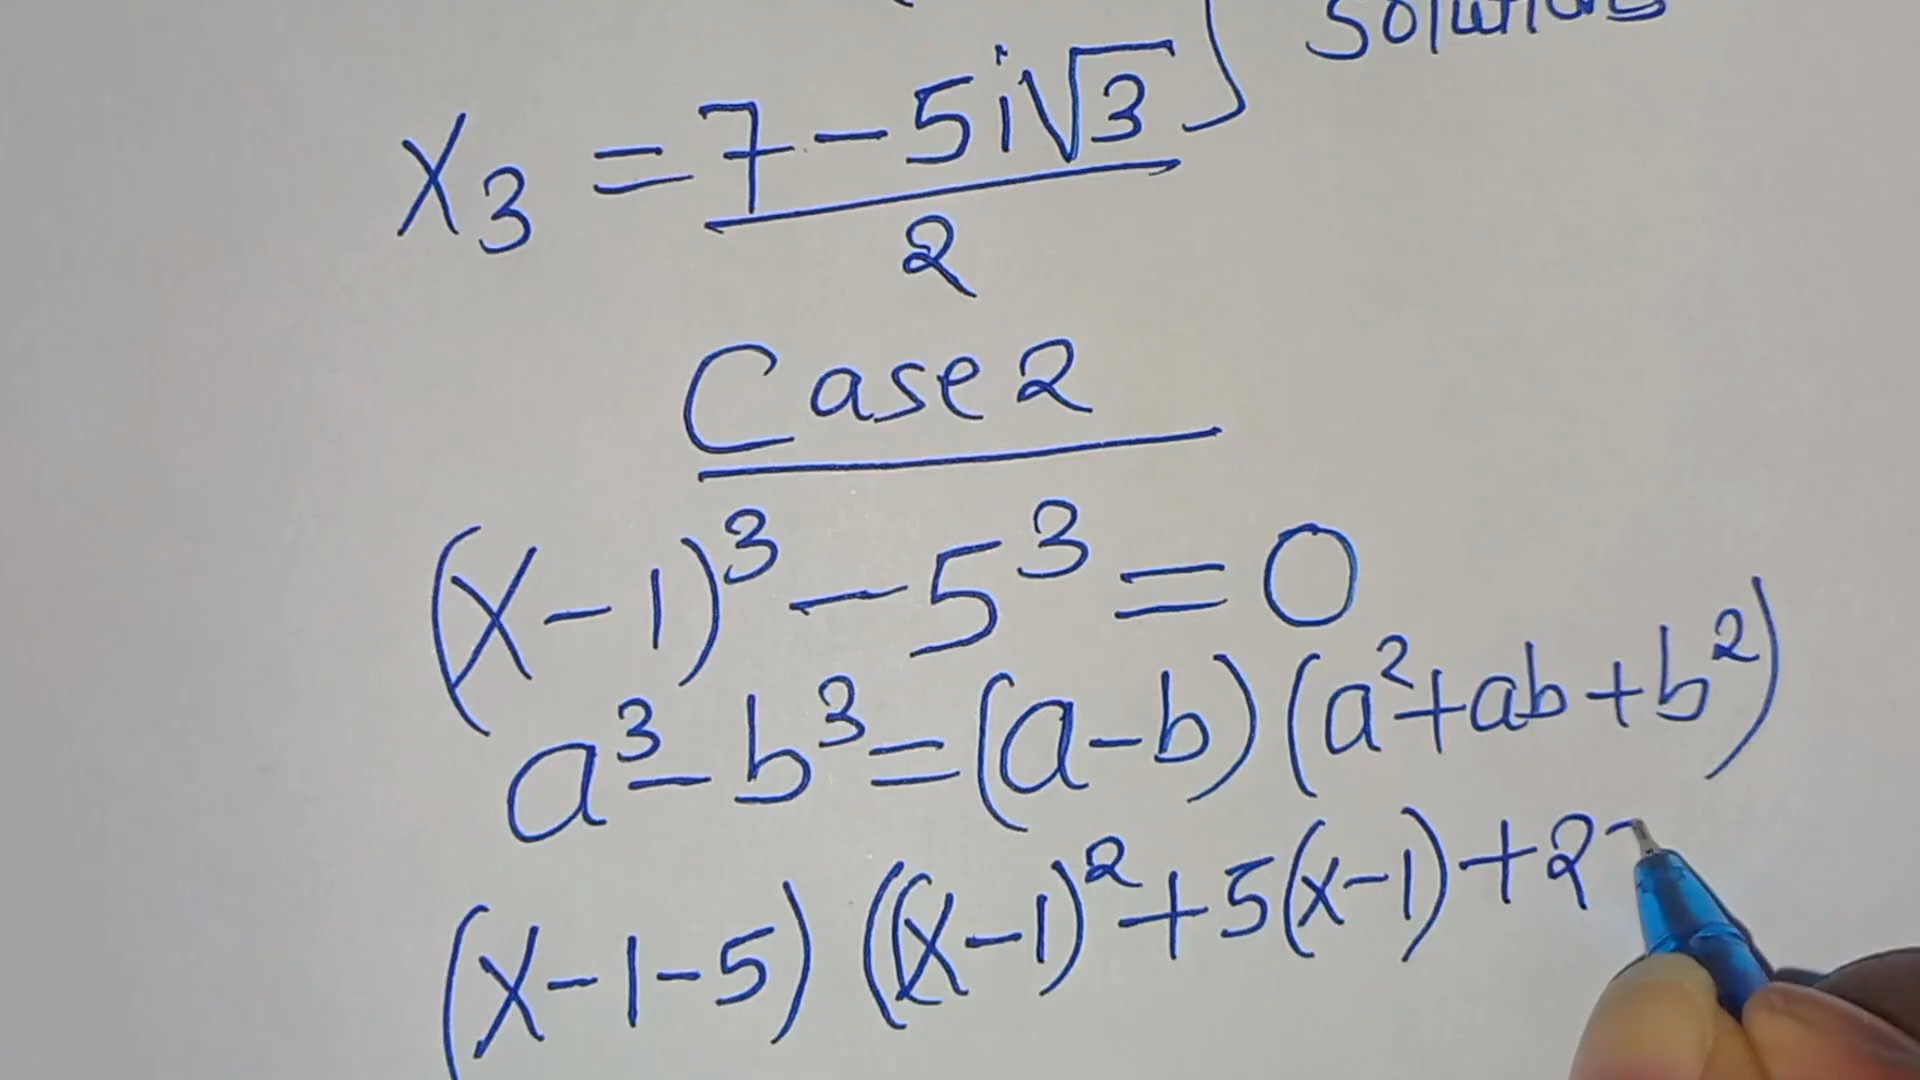 Solutions
x₃ = (7 - 5i√3)/2
Case 2
(x-1)³ - 5³ = 0
a³ - b³ = (a-b)(a²+ab+b²)
(x-1-5)((x-1)²+5(x-1)+2